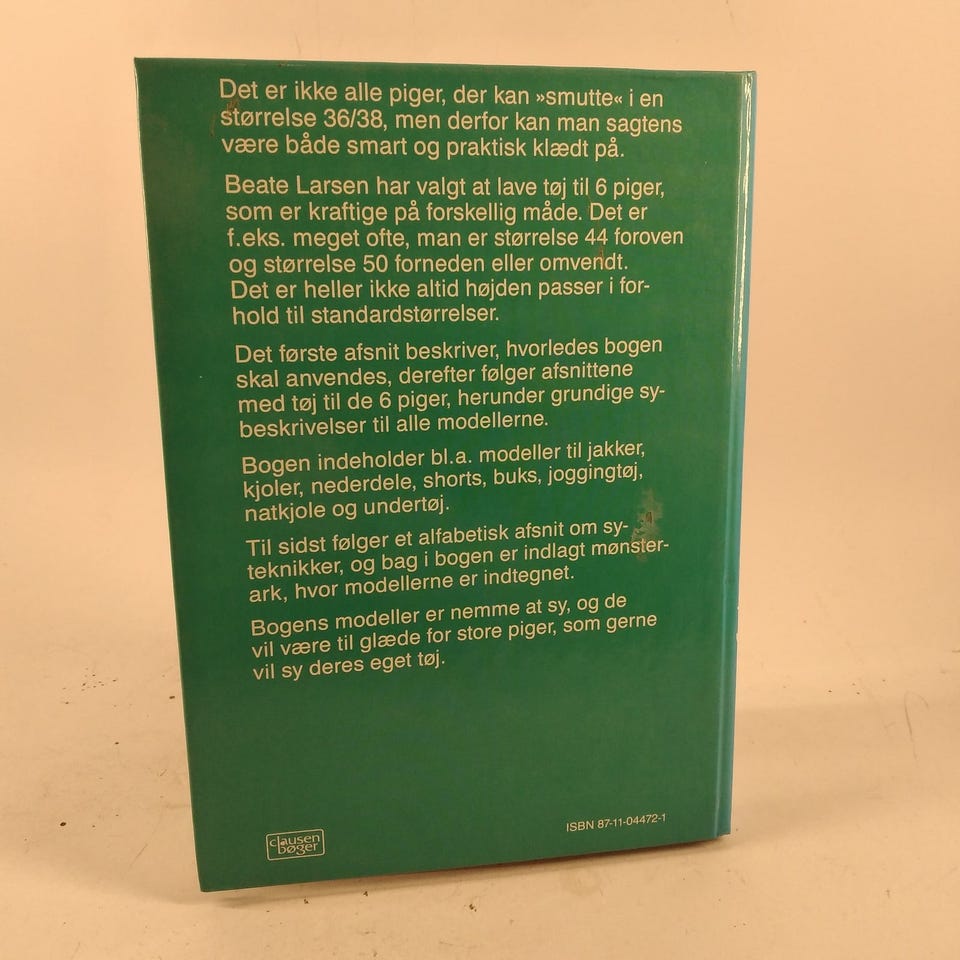 Det er ikke alle piger, der kan »smutte« i en
størrelse 36/38, men derfor kan man sagtens
være både smart og praktisk klædt på.
Beate Larsen har valgt at lave tøj til 6 piger,
som er kraftige på forskellig måde. Det er
f.eks. meget ofte, man er størrelse 44 foroven
og størrelse 50 forneden eller omvendt.
Det er heller ikke altid højden passer i for-
hold til standardstørrelser.
Det første afsnit beskriver, hvorledes bogen
skal anvendes, derefter følger afsnittene
med tøj til de 6 piger, herunder grundige sy-
beskrivelser til alle modellerne.
Bogen indeholder bl.a. modeller til jakker,
kjoler, nederdele, shorts, buks, joggingtøj,
natkjole og undertøj.
Til sidst følger et alfabetisk afsnit om sy-
teknikker, og bag i bogen er indlagt mønster-
ark, hvor modellerne er indtegnet.
Bogens modeller er nemme at sy, og de
vil være til glæde for store piger, som gerne
vil sy deres eget tøj.
clausen
bøger
ISBN 87-11-04472-1